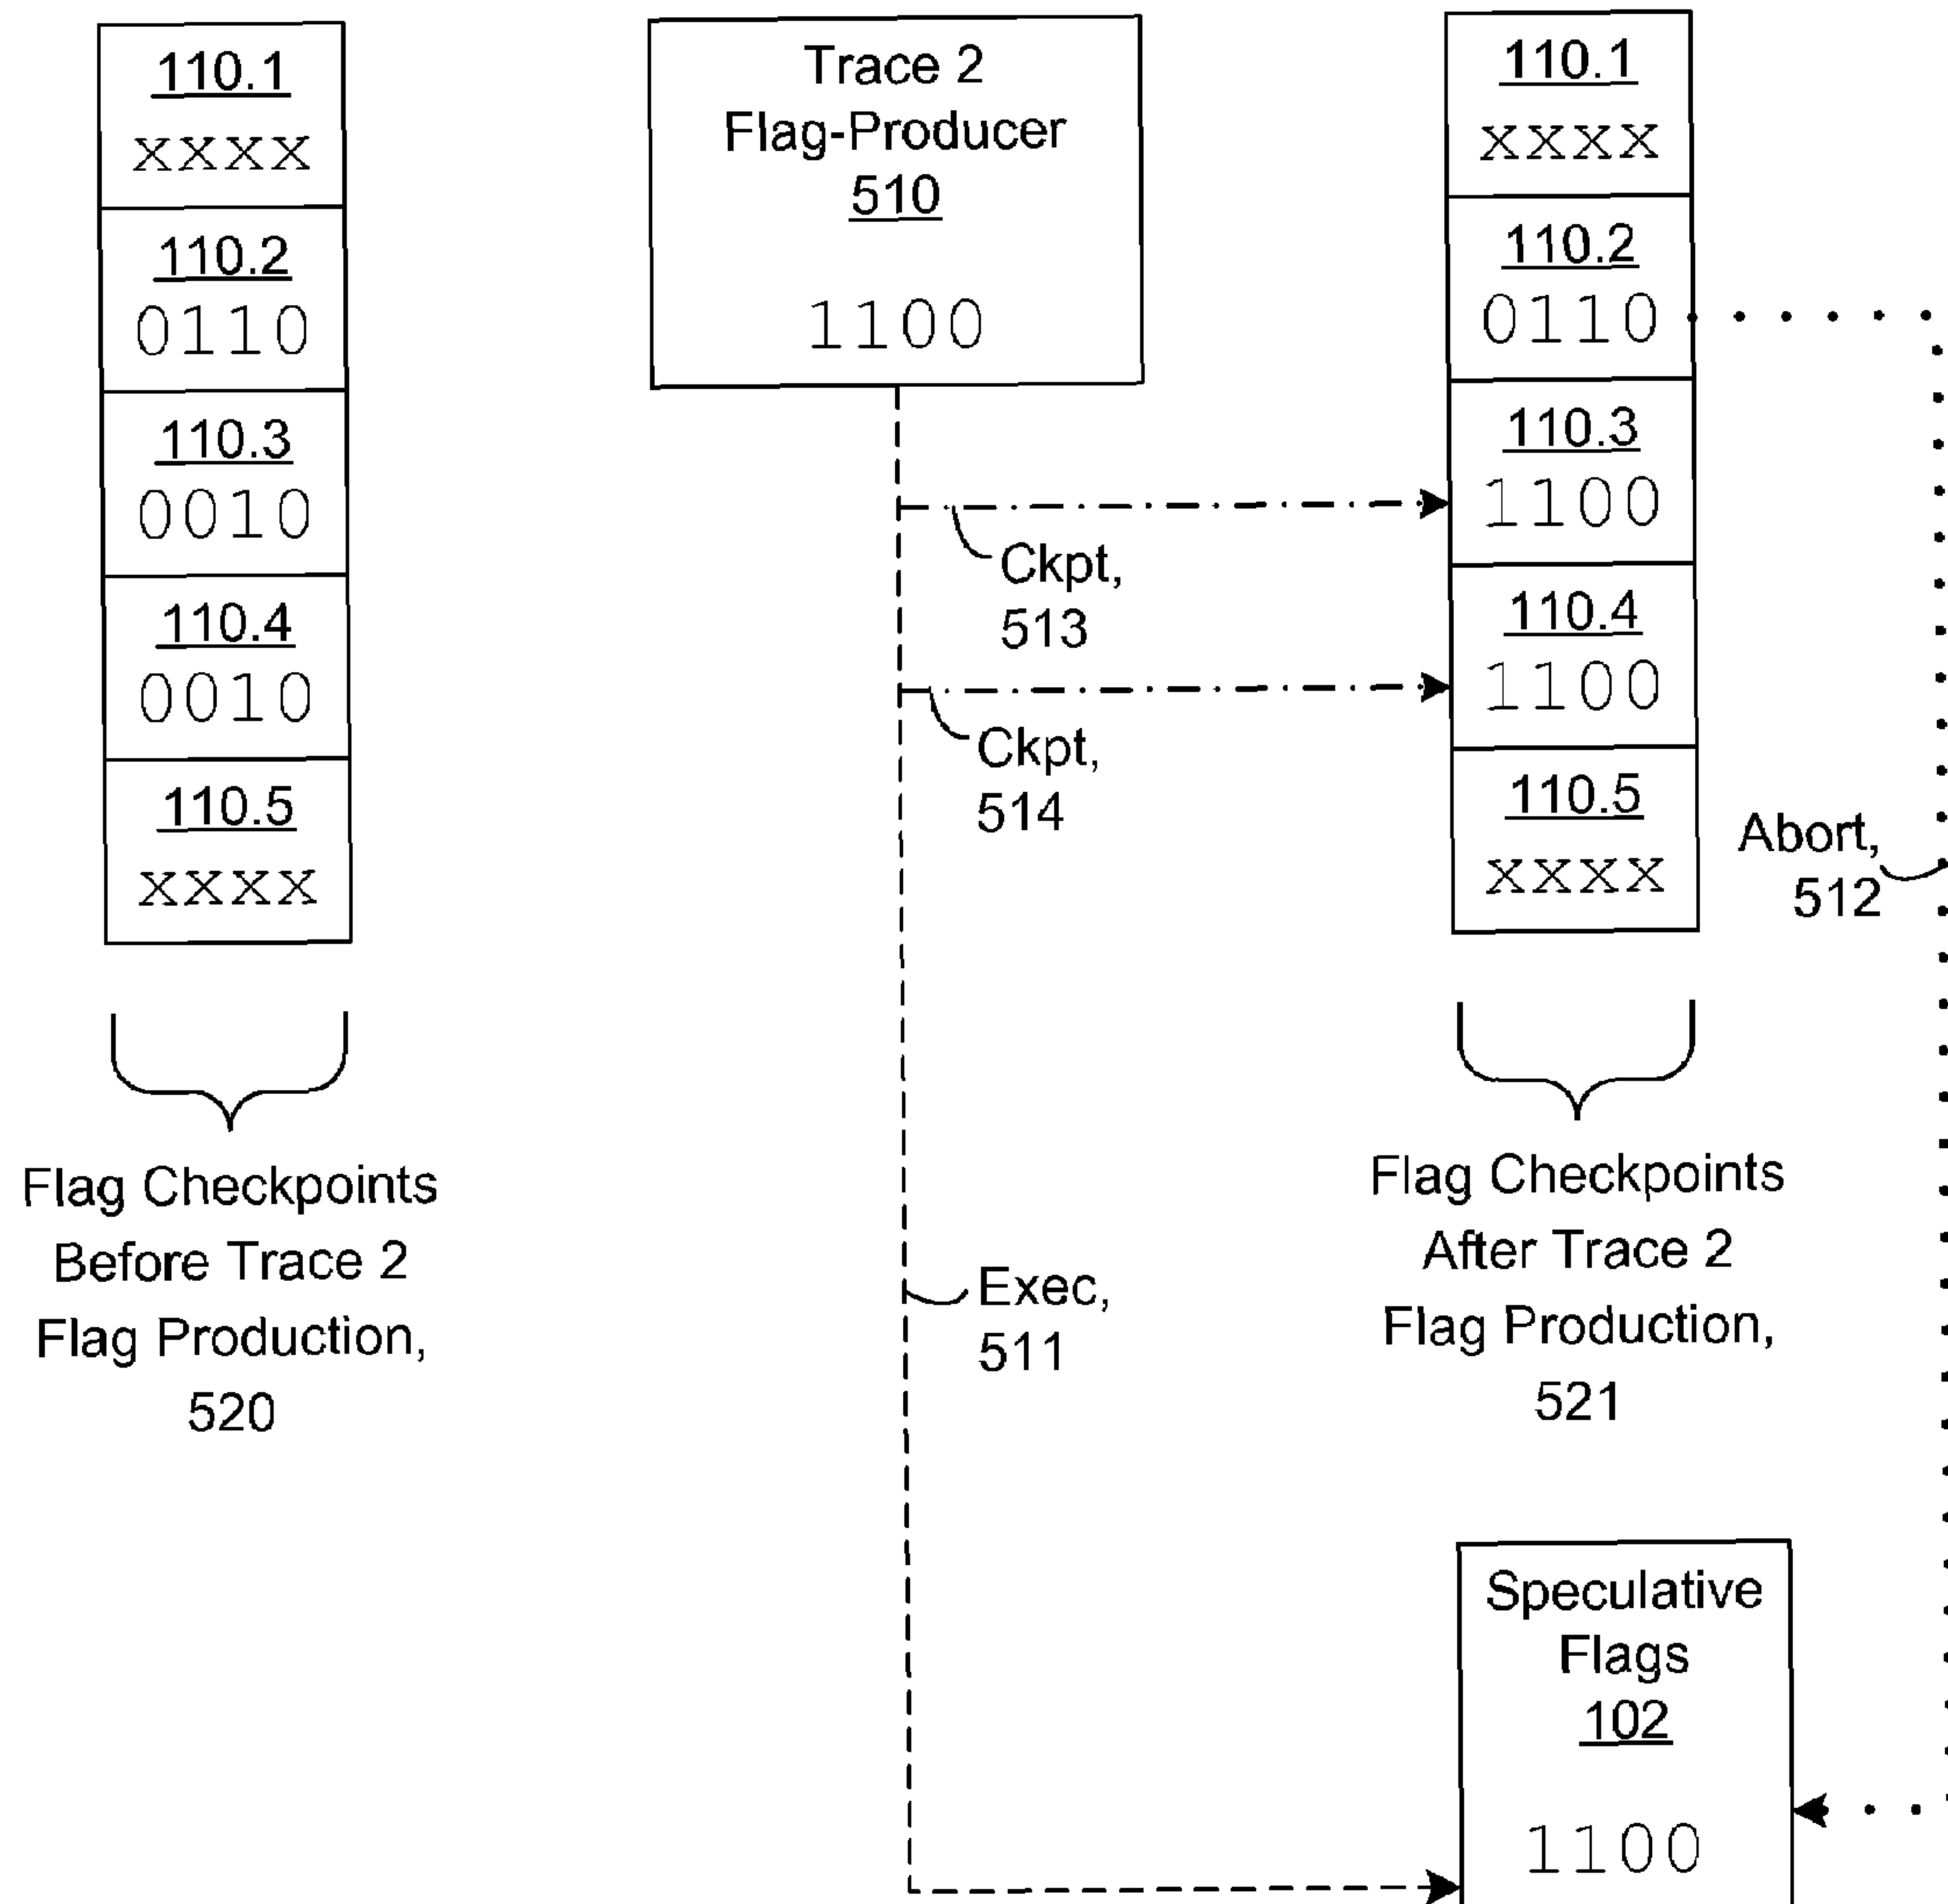 110.1
xxxx
110.2
0110
110.3
0010
110.4
0010
110.5
xxxx
Flag Checkpoints
Before Trace 2
Flag Production,
520
Trace 2
Flag-Producer
510
1100
Ckpt,
513
Ckpt,
514
Exec,
511
110.1
xxxx
110.2
0110
110.3
1100
110.4
1100
110.5
xxxx
Abort,
512
Flag Checkpoints
After Trace 2
Flag Production,
521
Speculative
Flags
102
1100